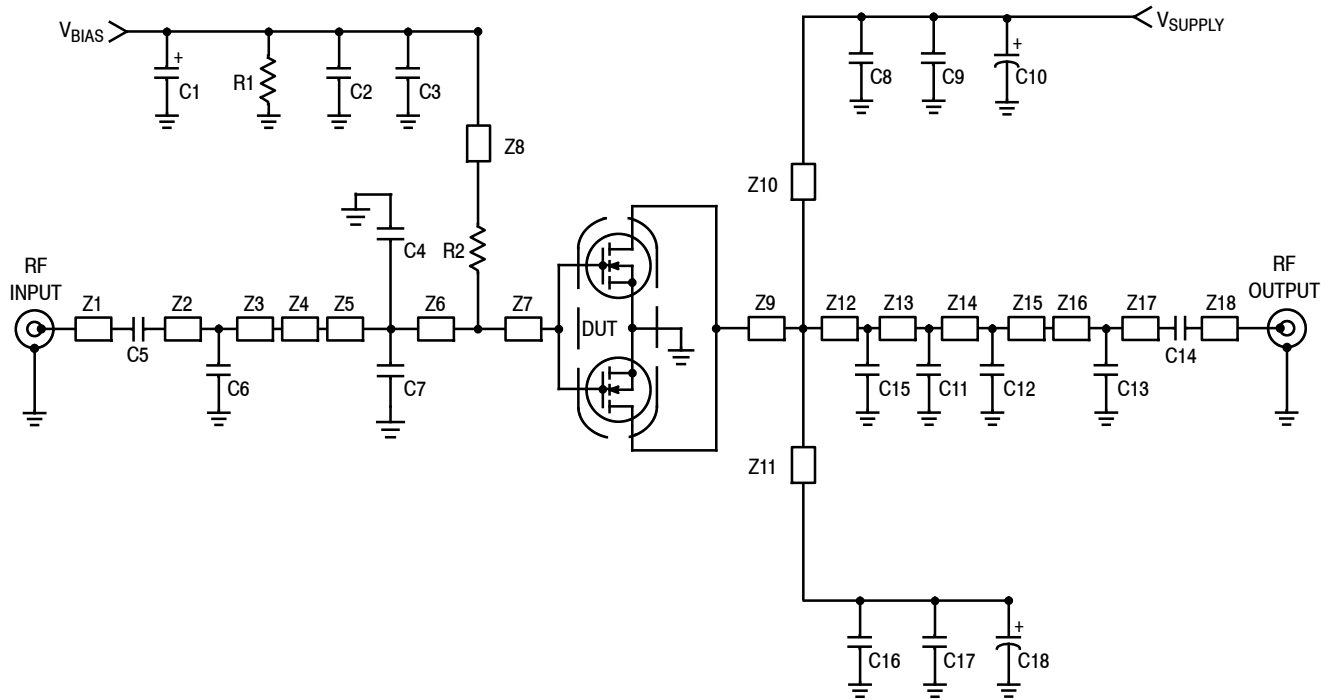 V_BIAS
V_SUPPLY
+
C1
R1
C2
C3
C8
C9
+
C10
Z8
Z10
C4
R2
RF
INPUT
RF
OUTPUT
Z1
Z2
Z3
Z4
Z5
Z6
Z7
DUT
Z9
Z12
Z13
Z14
Z15
Z16
Z17
Z18
C5
C14
C6
C7
C15
C11
C12
C13
Z11
C16
C17
+
C18